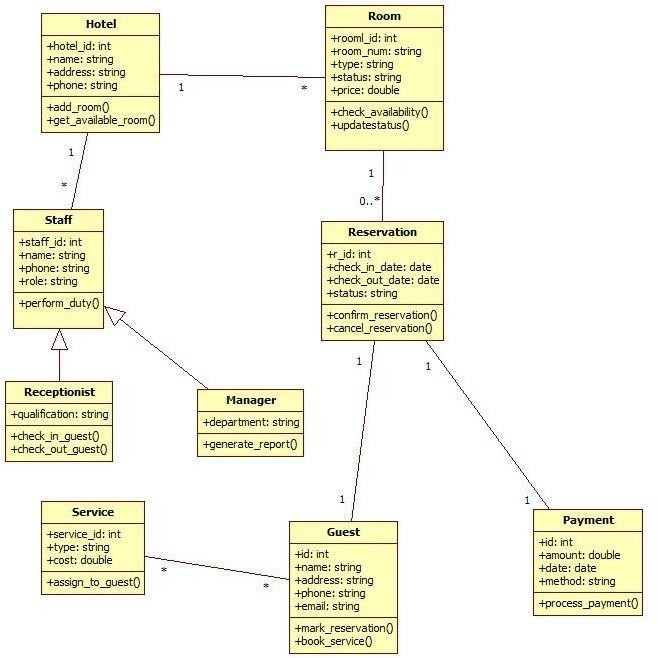 Hotel
+hotel_id: int
+name: string
+address: string
+phone: string
+add_room()
+get_available_room()
Room
+rooml_id: int
+room_num: string
+type: string
+status: string
+price: double
+check_availability()
+updatestatus()
1
*
1
*
1
0..*
Staff
+staff_id: int
+name: string
+phone: string
+role: string
+perform_duty()
Reservation
+r_id: int
+check_in_date: date
+check_out_date: date
+status: string
+confirm_reservation()
+cancel_reservation()
Receptionist
+qualification: string
+check_in_guest()
+check_out_guest()
Manager
+department: string
+generate_report()
1
1
1
1
Service
+service_id: int
+type: string
+cost: double
+assign_to_guest()
*
*
Guest
+id: int
+name: string
+address: string
+phone: string
+email: string
+mark_reservation()
+book_service()
Payment
+id: int
+amount: double
+date: date
+method: string
+process_payment()